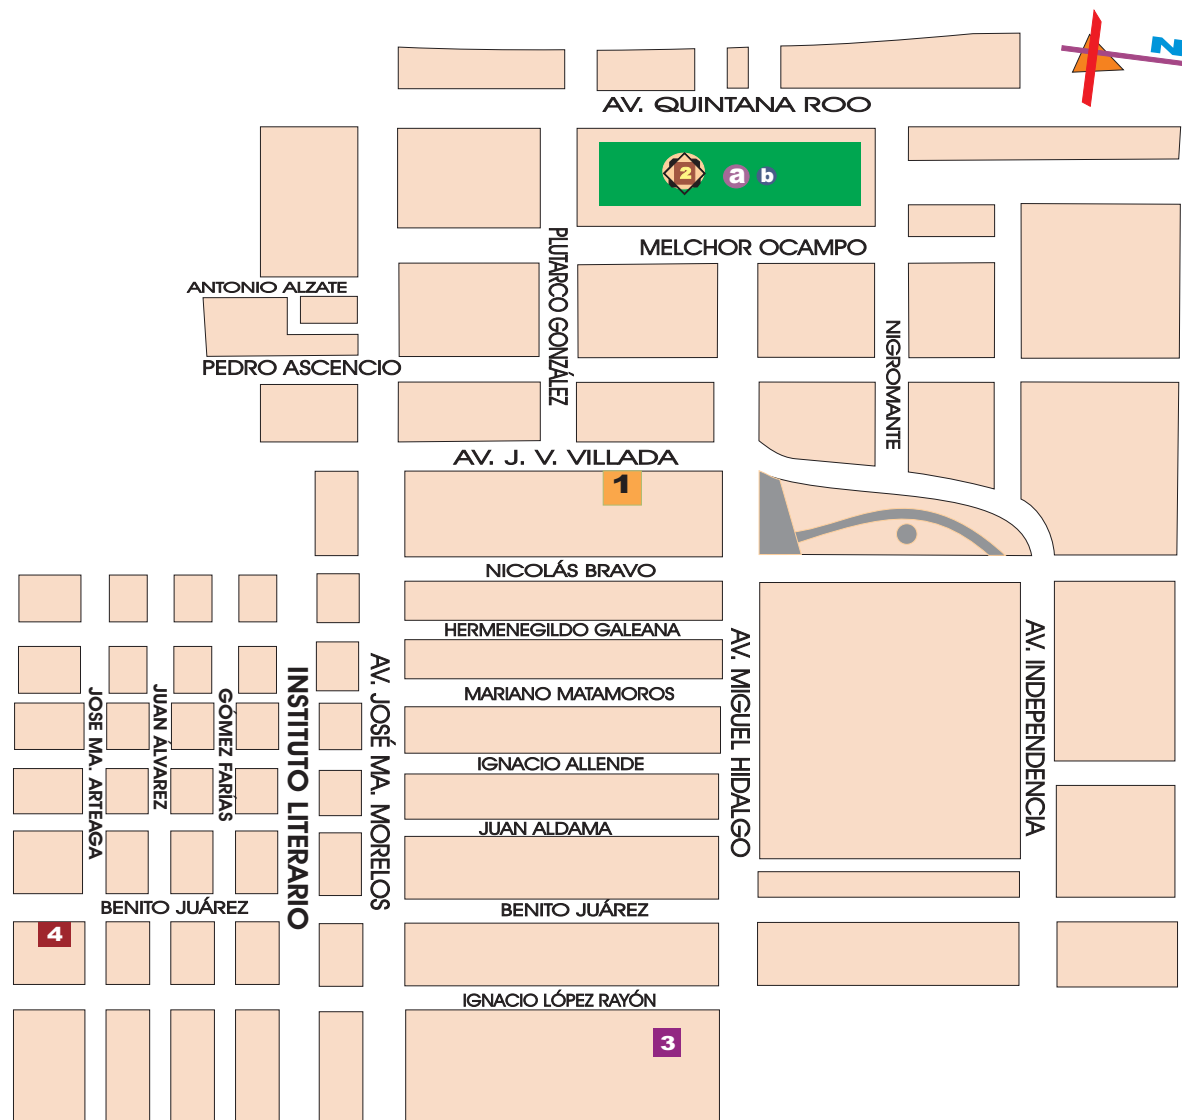 N
AV. QUINTANA ROO
2
a
b
MELCHOR OCAMPO
PLUTARCO GONZÁLEZ
ANTONIO ALZATE
NIGROMANTE
PEDRO ASCENCIO
AV. J. V. VILLADA
1
NICOLÁS BRAVO
HERMENEGILDO GALEANA
AV. MIGUEL HIDALGO
AV. INDEPENDENCIA
INSTITUTO LITERARIO
AV. JOSÉ MA. MORELOS
MARIANO MATAMOROS
JOSE MA. ARTEAGA
JUAN ÁLVAREZ
GÓMEZ FARÍAS
IGNACIO ALLENDE
JUAN ALDAMA
BENITO JUÁREZ
BENITO JUÁREZ
4
IGNACIO LÓPEZ RAYÓN
3